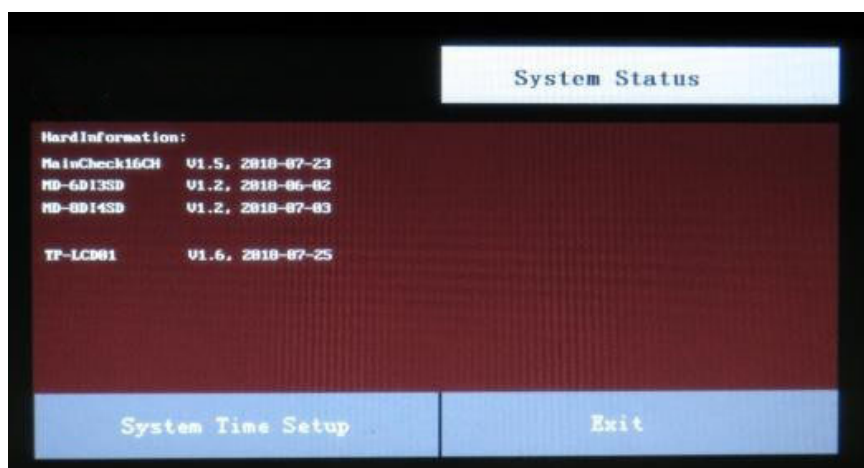 System Status
HardInformation:
MainCheck16CH V1.5, 2018-07-23
MD-6DI3SD V1.2, 2018-06-02
MD-8DI4SD V1.2, 2018-07-03
TP-LCD01 V1.6, 2018-07-25
System Time Setup
Exit